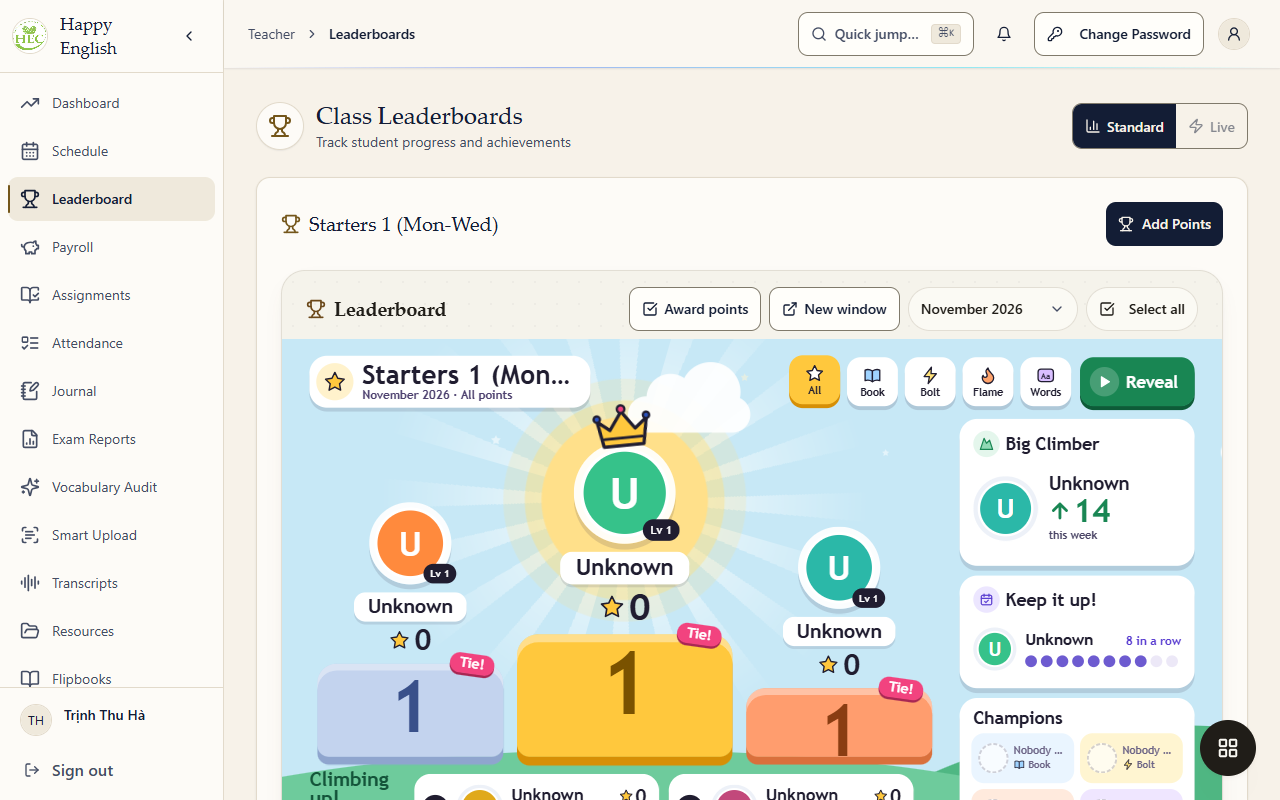 HEC
Happy
English
Dashboard
Schedule
Leaderboard
Payroll
Assignments
Attendance
Journal
Exam Reports
Vocabulary Audit
Smart Upload
Transcripts
Resources
Flipbooks
TH
Trịnh Thu Hà
Sign out
Teacher
Leaderboards
Quick jump...
⌘K
Change Password
Class Leaderboards
Track student progress and achievements
Standard
Live
Starters 1 (Mon-Wed)
Add Points
Leaderboard
Award points
New window
November 2026
Select all
Starters 1 (Mon...
November 2026 · All points
All
Book
Bolt
Flame
Aa
Words
Reveal
U
Lv 1
Unknown
0
Tie!
1
U
Lv 1
Unknown
0
Tie!
1
U
Lv 1
Unknown
0
Tie!
1
Big Climber
U
Unknown
14
this week
Keep it up!
U
Unknown
8 in a row
Champions
Nobody ...
Book
Nobody ...
Bolt
Climbing
up!
Unknown
0
Unknown
0